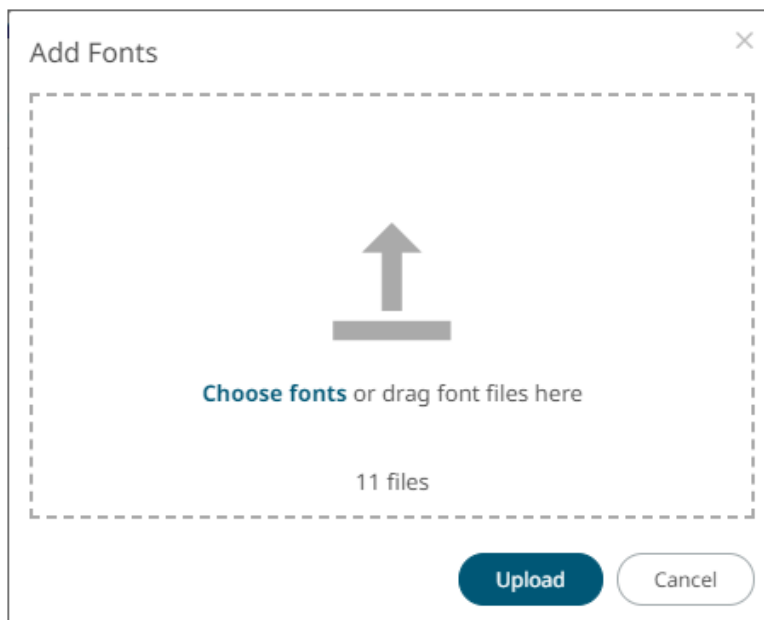 Add Fonts
Choose fonts or drag font files here
11 files
Upload
Cancel